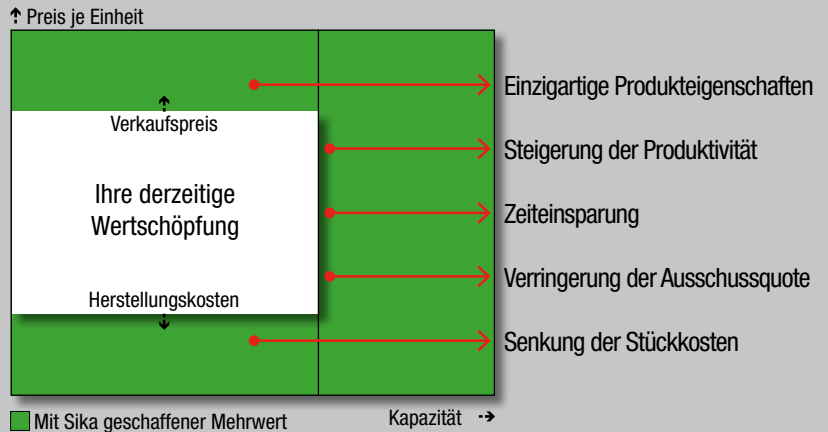 Preis je Einheit
Einzigartige Produkteigenschaften
Verkaufspreis
Steigerung der Produktivität
Ihre derzeitige
Wertschöpfung
Zeiteinsparung
Verringerung der Ausschussquote
Herstellungskosten
Senkung der Stückkosten
Mit Sika geschaffener Mehrwert
Kapazität